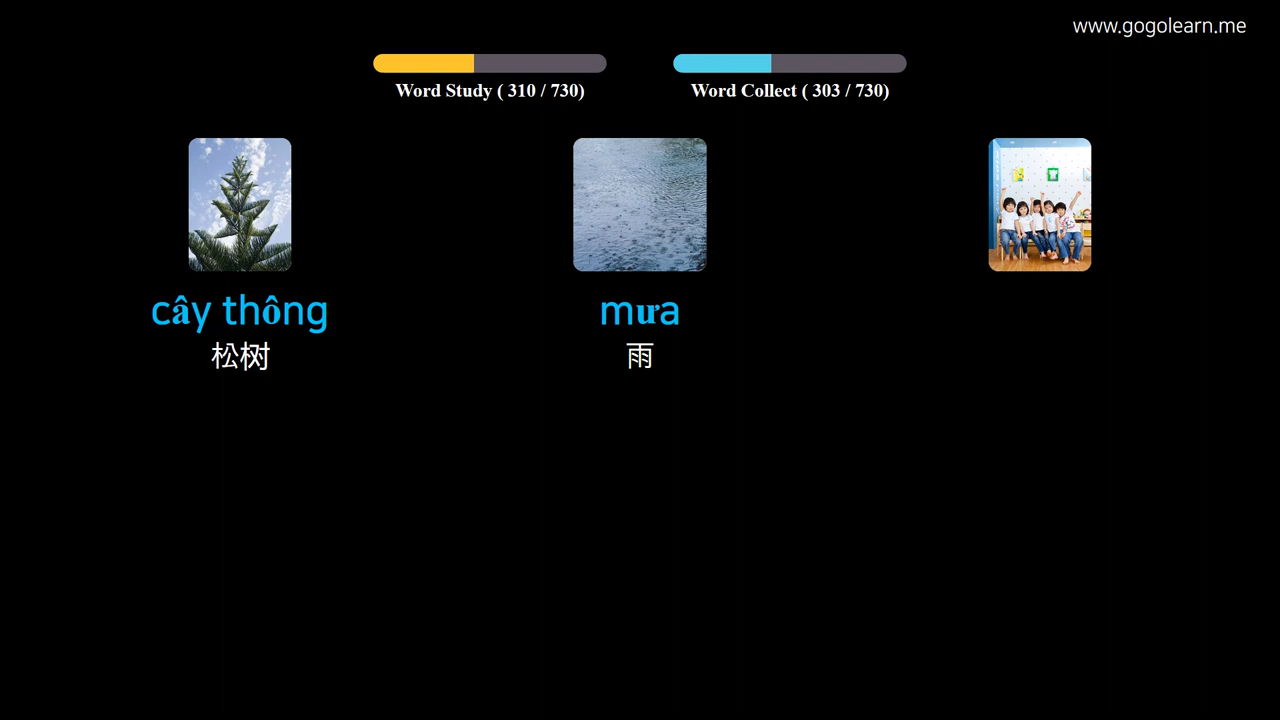 www.gogolearn.me
Word Study ( 310 / 730)
Word Collect ( 303 / 730)
cây thông
松树
mưa
雨